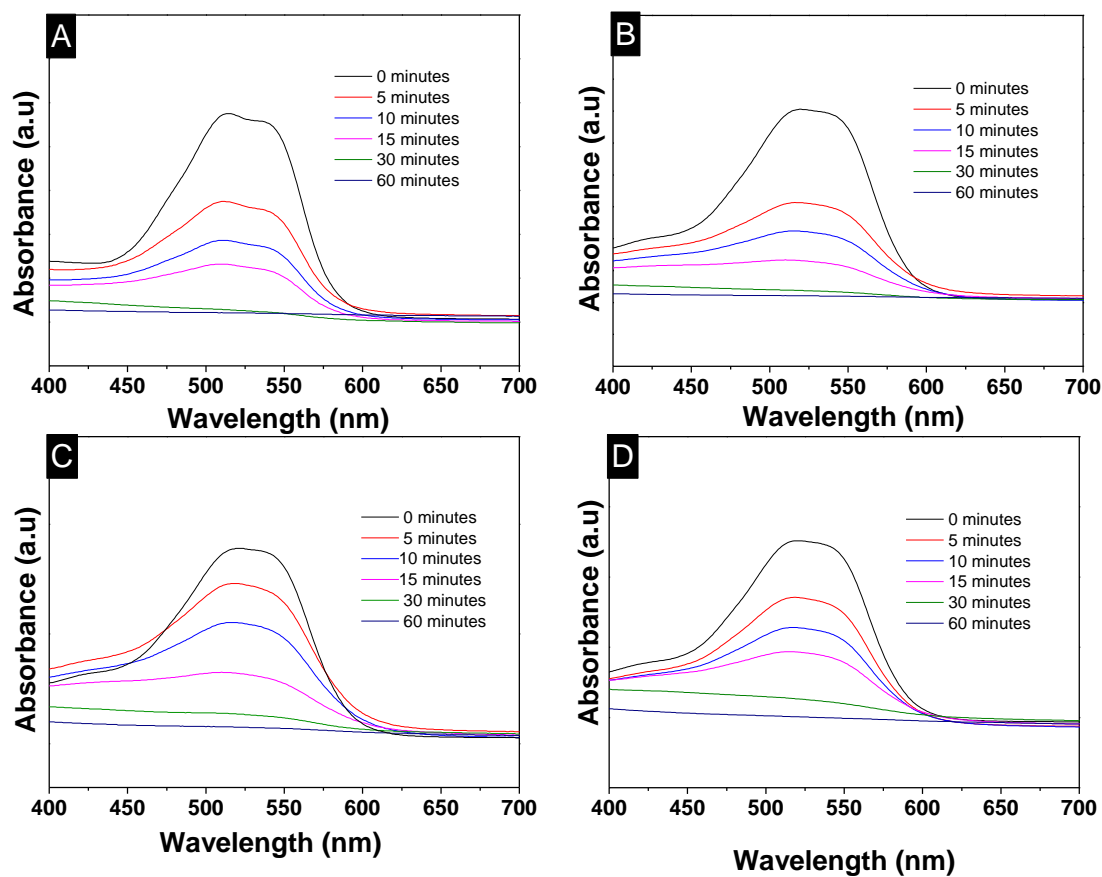 A
0 minutes
5 minutes
10 minutes
15 minutes
30 minutes
60 minutes
Absorbance (a.u)
400 450 500 550 600 650 700
Wavelength (nm)
B
0 minutes
5 minutes
10 minutes
15 minutes
30 minutes
60 minutes
Absorbance (a.u)
400 450 500 550 600 650 700
Wavelength (nm)
C
0 minutes
5 minutes
10 minutes
15 minutes
30 minutes
60 minutes
Absorbance (a.u)
400 450 500 550 600 650 700
Wavelength (nm)
D
0 minutes
5 minutes
10 minutes
15 minutes
30 minutes
60 minutes
Absorbance (a.u)
400 450 500 550 600 650 700
Wavelength (nm)